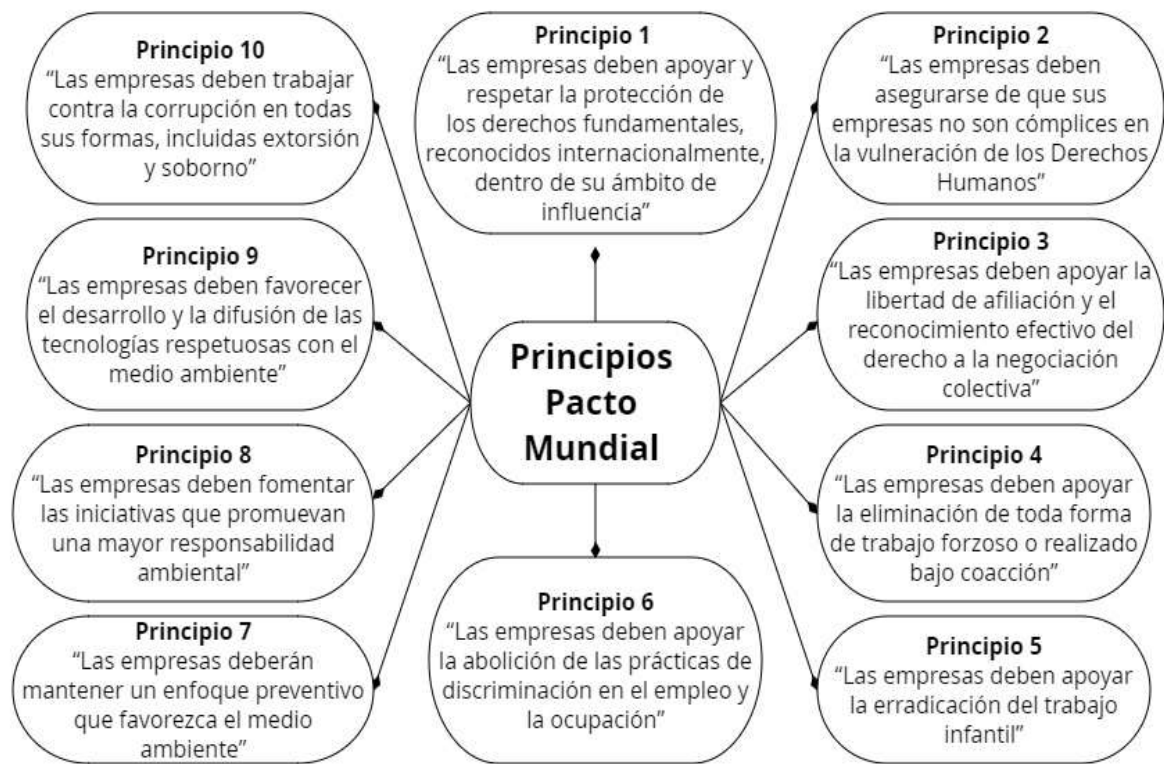 Principio 10
“Las empresas deben trabajar
contra la corrupción en todas
sus formas, incluidas extorsión
y soborno”
Principio 1
“Las empresas deben apoyar y
respetar la protección de
los derechos fundamentales,
reconocidos internacionalmente,
dentro de su ámbito de
influencia”
Principio 2
“Las empresas deben
asegurarse de que sus
empresas no son cómplices en
la vulneración de los Derechos
Humanos”
Principio 9
“Las empresas deben favorecer
el desarrollo y la difusión de las
tecnologías respetuosas con el
medio ambiente”
Principios
Pacto
Mundial
Principio 3
“Las empresas deben apoyar la
libertad de afiliación y el
reconocimiento efectivo del
derecho a la negociación
colectiva”
Principio 8
“Las empresas deben fomentar
las iniciativas que promuevan
una mayor responsabilidad
ambiental”
Principio 4
“Las empresas deben apoyar
la eliminación de toda forma
de trabajo forzoso o realizado
bajo coacción”
Principio 7
“Las empresas deberán
mantener un enfoque preventivo
que favorezca el medio
ambiente”
Principio 6
“Las empresas deben apoyar
la abolición de las prácticas de
discriminación en el empleo y
la ocupación”
Principio 5
“Las empresas deben apoyar
la erradicación del trabajo
infantil”